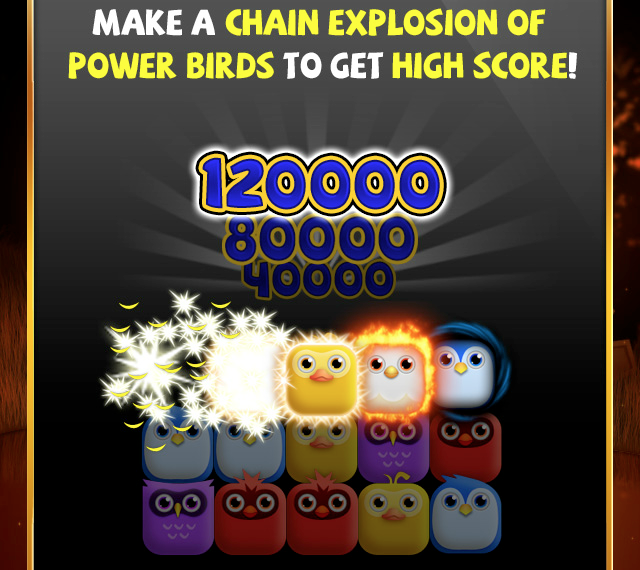 MAKE A CHAIN EXPLOSION OF
POWER BIRDS TO GET HIGH SCORE!
120000
80000
40000